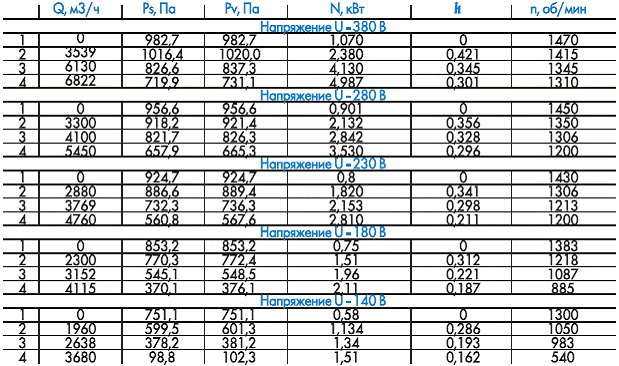 Q, м3/ч Ps, Па Pv, Па N, кВт h n, об/мин
Напряжение U - 380 В
1 0 982,7 982,7 1,070 0 1470
2 3539 1016,4 1020,0 2,380 0,421 1415
3 6130 826,6 837,3 4,130 0,345 1345
4 6822 719,9 731,1 4,987 0,301 1310
Напряжение U - 280 В
1 0 956,6 956,6 0,901 0 1450
2 3300 918,2 921,4 2,132 0,356 1350
3 4100 821,7 826,3 2,842 0,328 1306
4 5450 657,9 665,3 3,530 0,296 1200
Напряжение U - 230 В
1 0 924,7 924,7 0,8 0 1430
2 2880 886,6 889,4 1,820 0,341 1306
3 3769 732,3 736,3 2,153 0,298 1213
4 4760 560,8 567,6 2,810 0,211 1200
Напряжение U - 180 В
1 0 853,2 853,2 0,75 0 1383
2 2300 770,3 772,4 1,51 0,312 1218
3 3152 545,1 548,5 1,96 0,221 1087
4 4115 370,1 376,1 2,11 0,187 885
Напряжение U - 140 В
1 0 751,1 751,1 0,58 0 1300
2 1960 599,5 601,3 1,134 0,286 1050
3 2638 378,2 381,2 1,34 0,193 983
4 3680 98,8 102,3 1,51 0,162 540